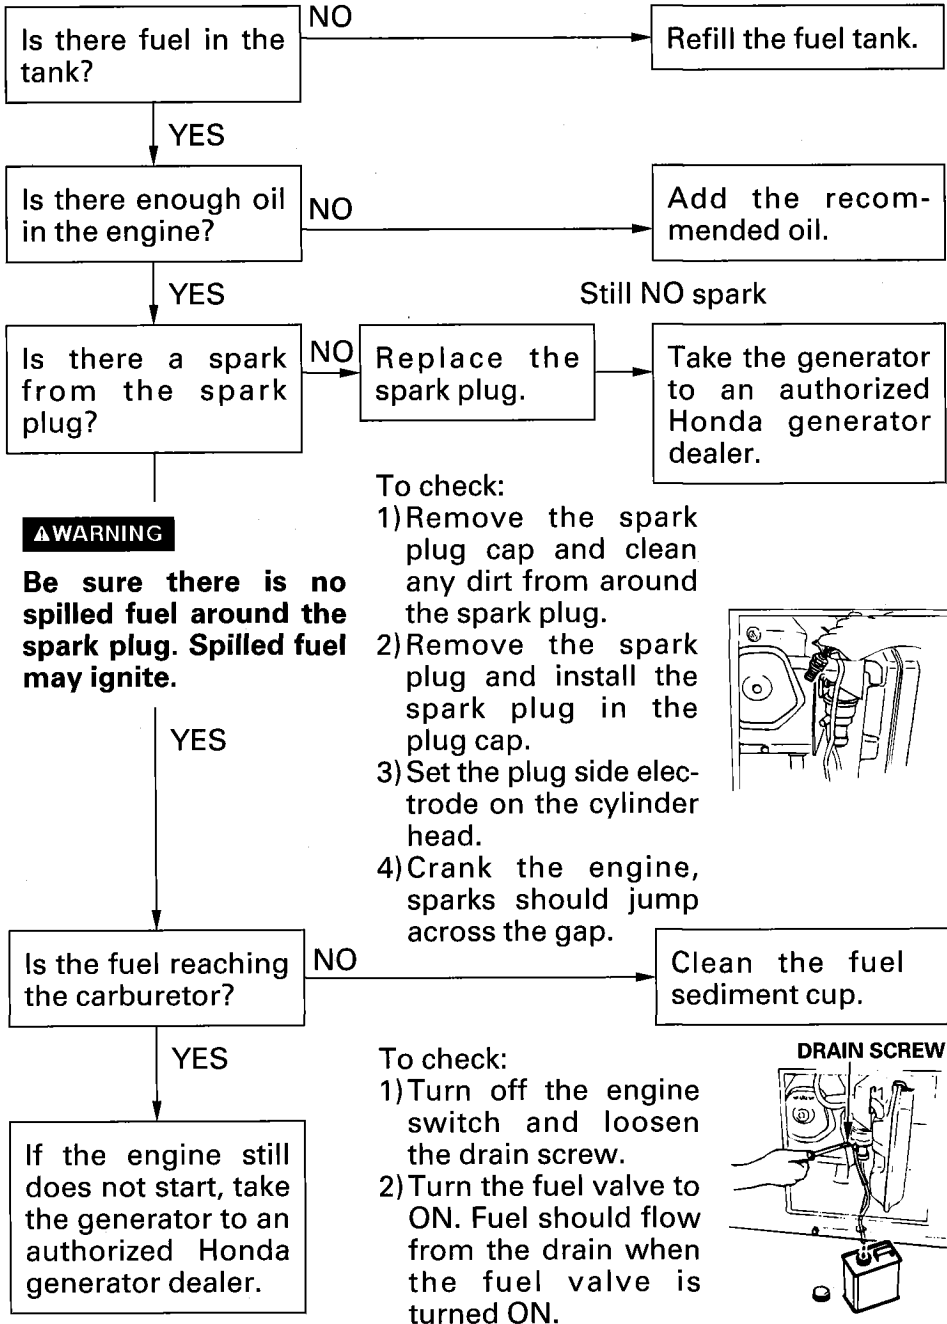 Is there fuel in the
tank?
NO
Refill the fuel tank.
YES
Is there enough oil
in the engine?
NO
Add the recom-
mended oil.
YES
Still NO spark
Is there a spark
from the spark
plug?
NO
Replace the
spark plug.
Take the generator
to an authorized
Honda generator
dealer.
WARNING
Be sure there is no
spilled fuel around the
spark plug. Spilled fuel
may ignite.
To check:
1) Remove the spark
plug cap and clean
any dirt from around
the spark plug.
2) Remove the spark
plug and install the
spark plug in the
plug cap.
3) Set the plug side elec-
trode on the cylinder
head.
4) Crank the engine,
sparks should jump
across the gap.
YES
Is the fuel reaching
the carburetor?
NO
Clean the fuel
sediment cup.
YES
To check:
1) Turn off the engine
switch and loosen
the drain screw.
2) Turn the fuel valve to
ON. Fuel should flow
from the drain when
the fuel valve is
turned ON.
DRAIN SCREW
If the engine still
does not start, take
the generator to an
authorized Honda
generator dealer.